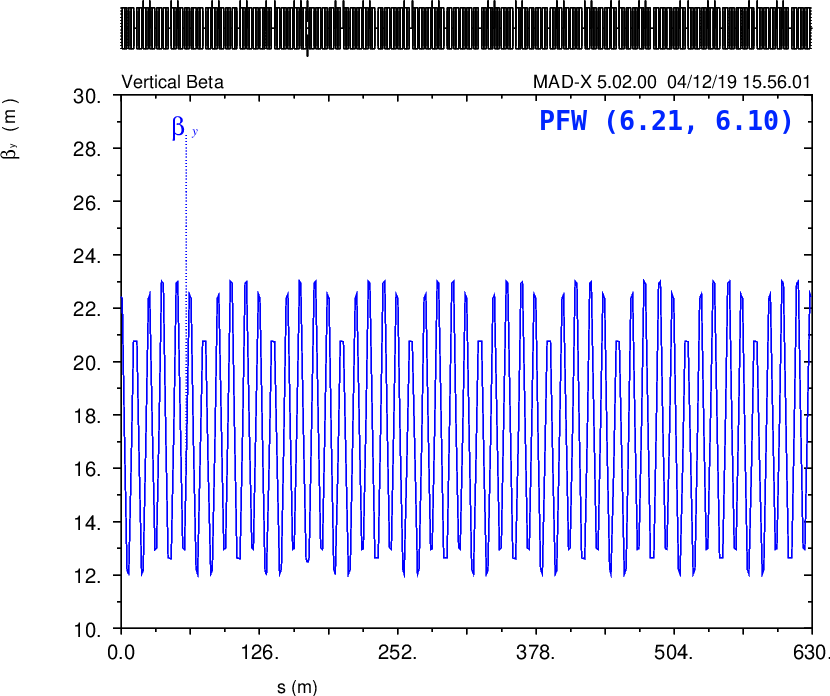 Vertical Beta
MAD-X 5.02.00 04/12/19 15.56.01
PFW (6.21, 6.10)
βy
βy (m)
30.
28.
26.
24.
22.
20.
18.
16.
14.
12.
10.
0.0 126. 252. 378. 504. 630.
s (m)